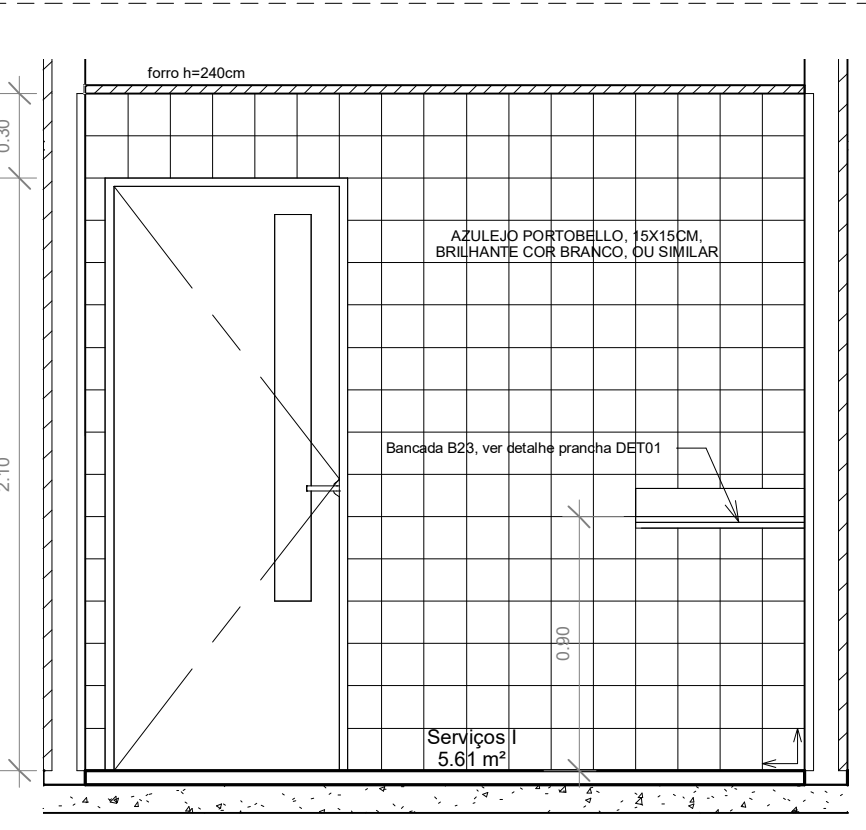 forro h=240cm
0.30
AZULEJO PORTOBELLO, 15X15CM,
BRILHANTE COR BRANCO, OU SIMILAR
Bancada B23, ver detalhe prancha DET01
2.10
0.90
Serviços I
5.61 m²